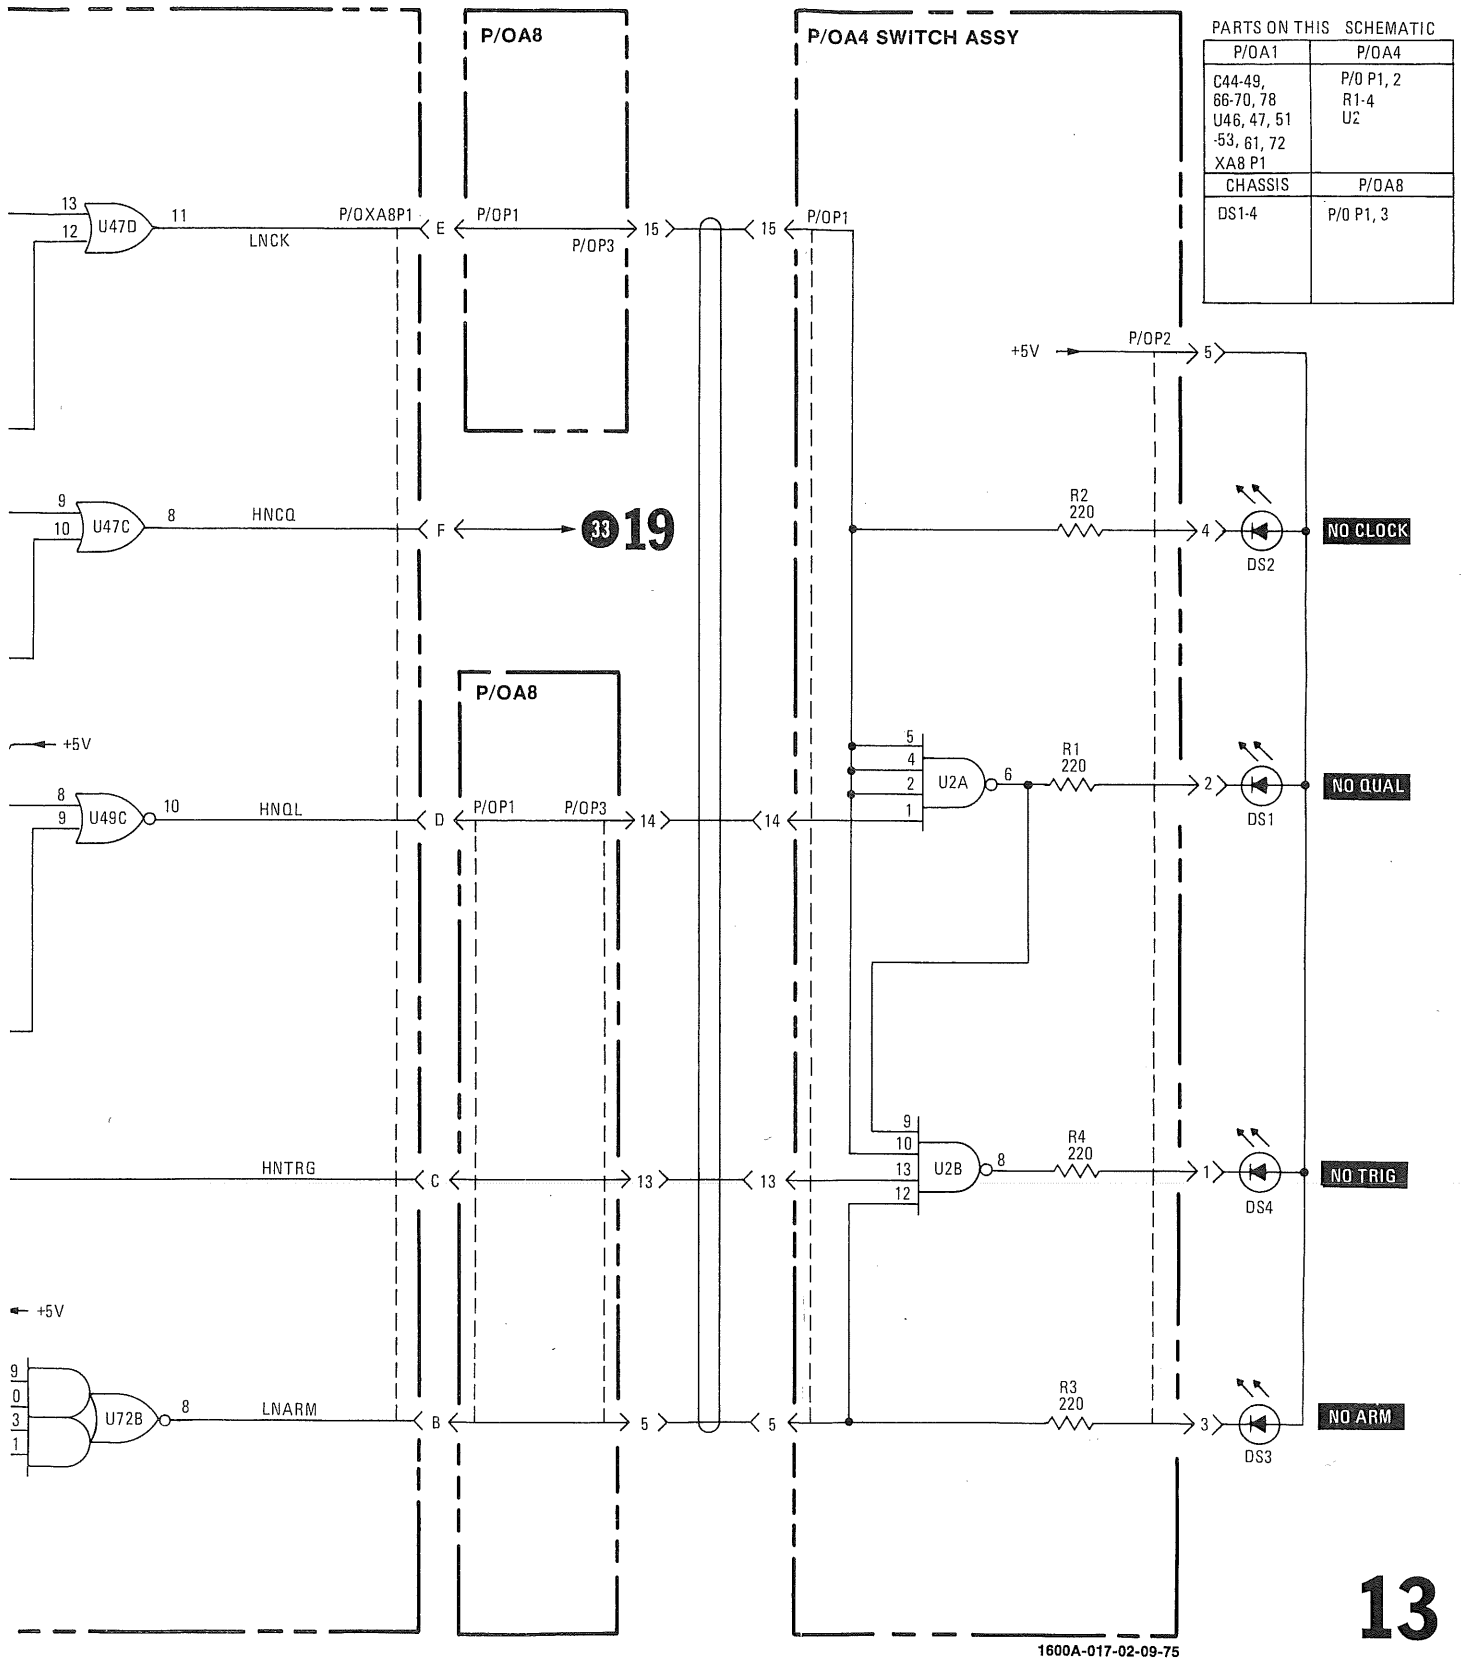 P/OA8
P/OA4 SWITCH ASSY
PARTS ON THIS SCHEMATIC
P/OA1 P/OA4
C44-49, P/O P1, 2
66-70, 78 R1-4
U46, 47, 51 U2
-53, 61, 72
XA8 P1
CHASSIS P/OA8
DS1-4 P/O P1, 3
13
12
U47D
11
LNCK
P/OXA8P1
E
P/OP1
P/OP3
15
15
P/OP1
+5V
P/OP2
5
9
10
U47C
8
HNCQ
F
33 19
R2
220
4
DS2
NO CLOCK
P/OA8
+5V
8
9
U49C
10
HNQL
D
P/OP1
P/OP3
14
14
5
4
2
1
U2A
6
R1
220
2
DS1
NO QUAL
HNTRG
C
13
13
9
10
13
12
U2B
8
R4
220
1
DS4
NO TRIG
+5V
9
0
3
1
U72B
8
LNARM
B
5
5
R3
220
3
DS3
NO ARM
13
1600A-017-02-09-75